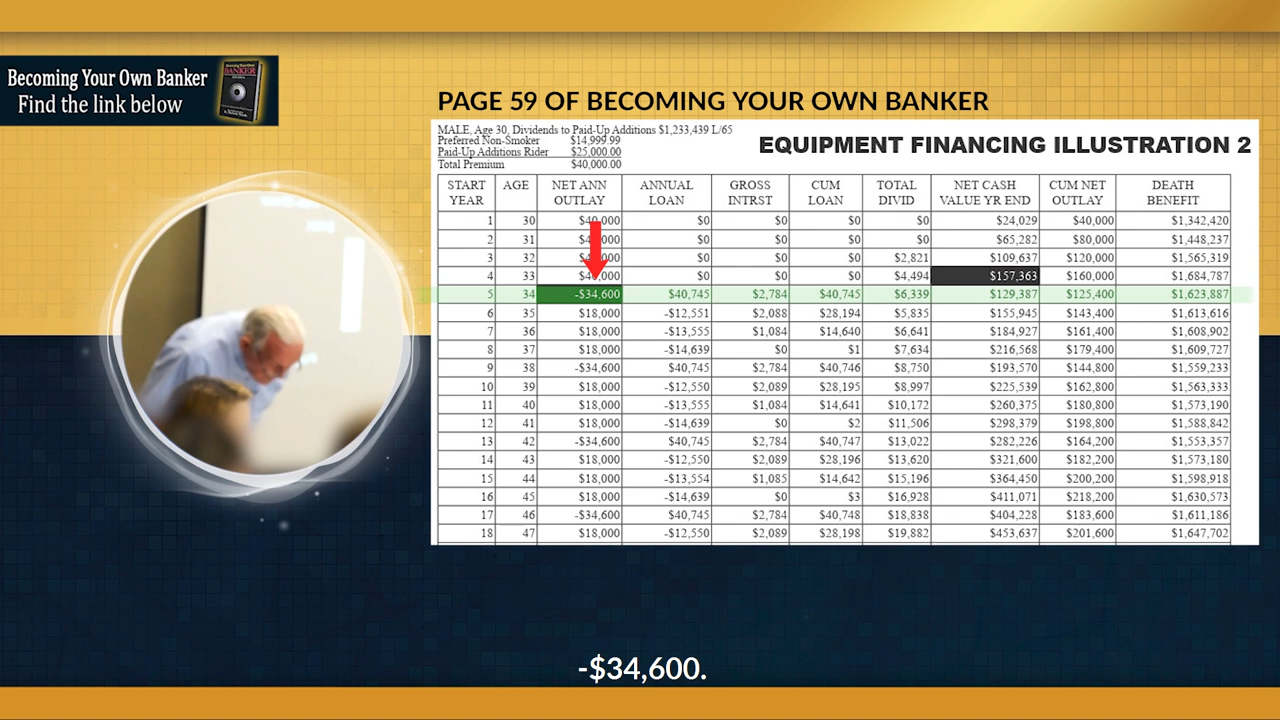 Becoming Your Own Banker
Find the link below
PAGE 59 OF BECOMING YOUR OWN BANKER
MALE, Age 30, Dividends to Paid-Up Additions $1,233,439 L/65
Preferred Non-Smoker $14,999.99
Paid-Up Additions Rider $25,000.00
Total Premium $40,000.00
EQUIPMENT FINANCING ILLUSTRATION 2
START YEAR AGE NET ANN OUTLAY ANNUAL LOAN GROSS INTRST CUM LOAN TOTAL DIVID NET CASH VALUE YR END CUM NET OUTLAY DEATH BENEFIT
1 30 $40,000 $0 $0 $0 $0 $24,029 $40,000 $1,342,420
2 31 $0 $0 $0 $0 $65,282 $80,000 $1,448,237
3 32 $0 $0 $0 $2,821 $109,637 $120,000 $1,565,319
4 33 $0 $0 $0 $4,494 $157,363 $160,000 $1,684,787
5 34 -$34,600 $40,745 $2,784 $40,745 $6,339 $129,387 $125,400 $1,623,887
6 35 $18,000 -$12,551 $2,088 $28,194 $5,835 $155,945 $143,400 $1,613,616
7 36 $18,000 -$13,555 $1,084 $14,640 $6,641 $184,927 $161,400 $1,608,902
8 37 $18,000 -$14,639 $0 $1 $7,634 $216,568 $179,400 $1,609,727
9 38 -$34,600 $40,745 $2,784 $40,746 $8,750 $193,570 $144,800 $1,559,233
10 39 $18,000 -$12,550 $2,089 $28,195 $8,997 $225,539 $162,800 $1,563,333
11 40 $18,000 -$13,555 $1,084 $14,641 $10,172 $260,375 $180,800 $1,573,190
12 41 $18,000 -$14,639 $0 $2 $11,506 $298,379 $198,800 $1,588,842
13 42 -$34,600 $40,745 $2,784 $40,747 $13,022 $282,226 $164,200 $1,553,357
14 43 $18,000 -$12,550 $2,089 $28,196 $13,620 $321,600 $182,200 $1,573,180
15 44 $18,000 -$13,554 $1,085 $14,642 $15,196 $364,450 $200,200 $1,598,918
16 45 $18,000 -$14,639 $0 $3 $16,928 $411,071 $218,200 $1,630,573
17 46 -$34,600 $40,745 $2,784 $40,748 $18,838 $404,228 $183,600 $1,611,186
18 47 $18,000 -$12,550 $2,089 $28,198 $19,882 $453,637 $201,600 $1,647,702
-$34,600.